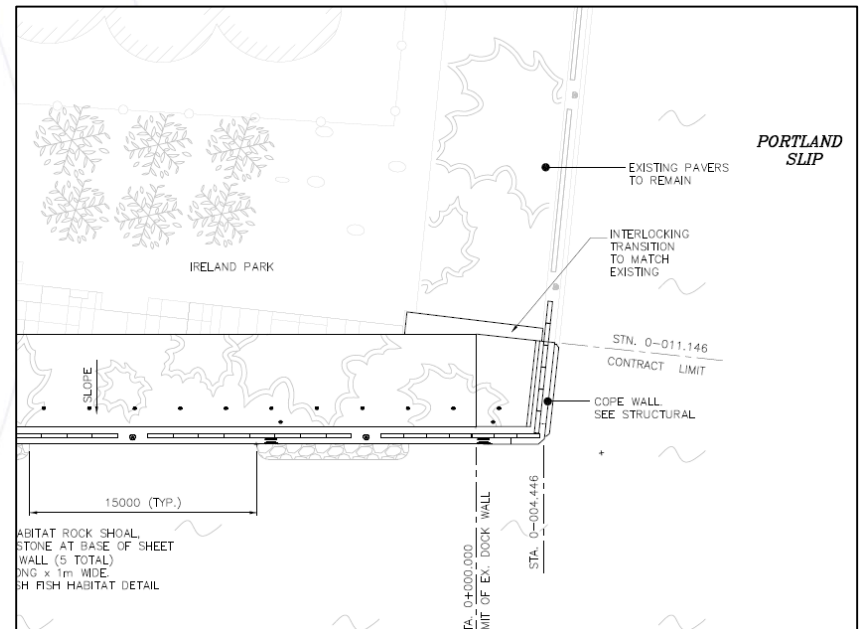 PORTLAND
SLIP
EXISTING PAVERS
TO REMAIN
INTERLOCKING
TRANSITION
TO MATCH
EXISTING
IRELAND PARK
STN. 0-011.146
CONTRACT LIMIT
SLOPE
COPE WALL.
SEE STRUCTURAL
15000 (TYP.)
ABITAT ROCK SHOAL,
STONE AT BASE OF SHEET
WALL (5 TOTAL)
ONG x 1m WIDE.
SH FISH HABITAT DETAIL
TA. 0+000.000
MIT OF EX. DOCK WALL
STA. 0-004.446